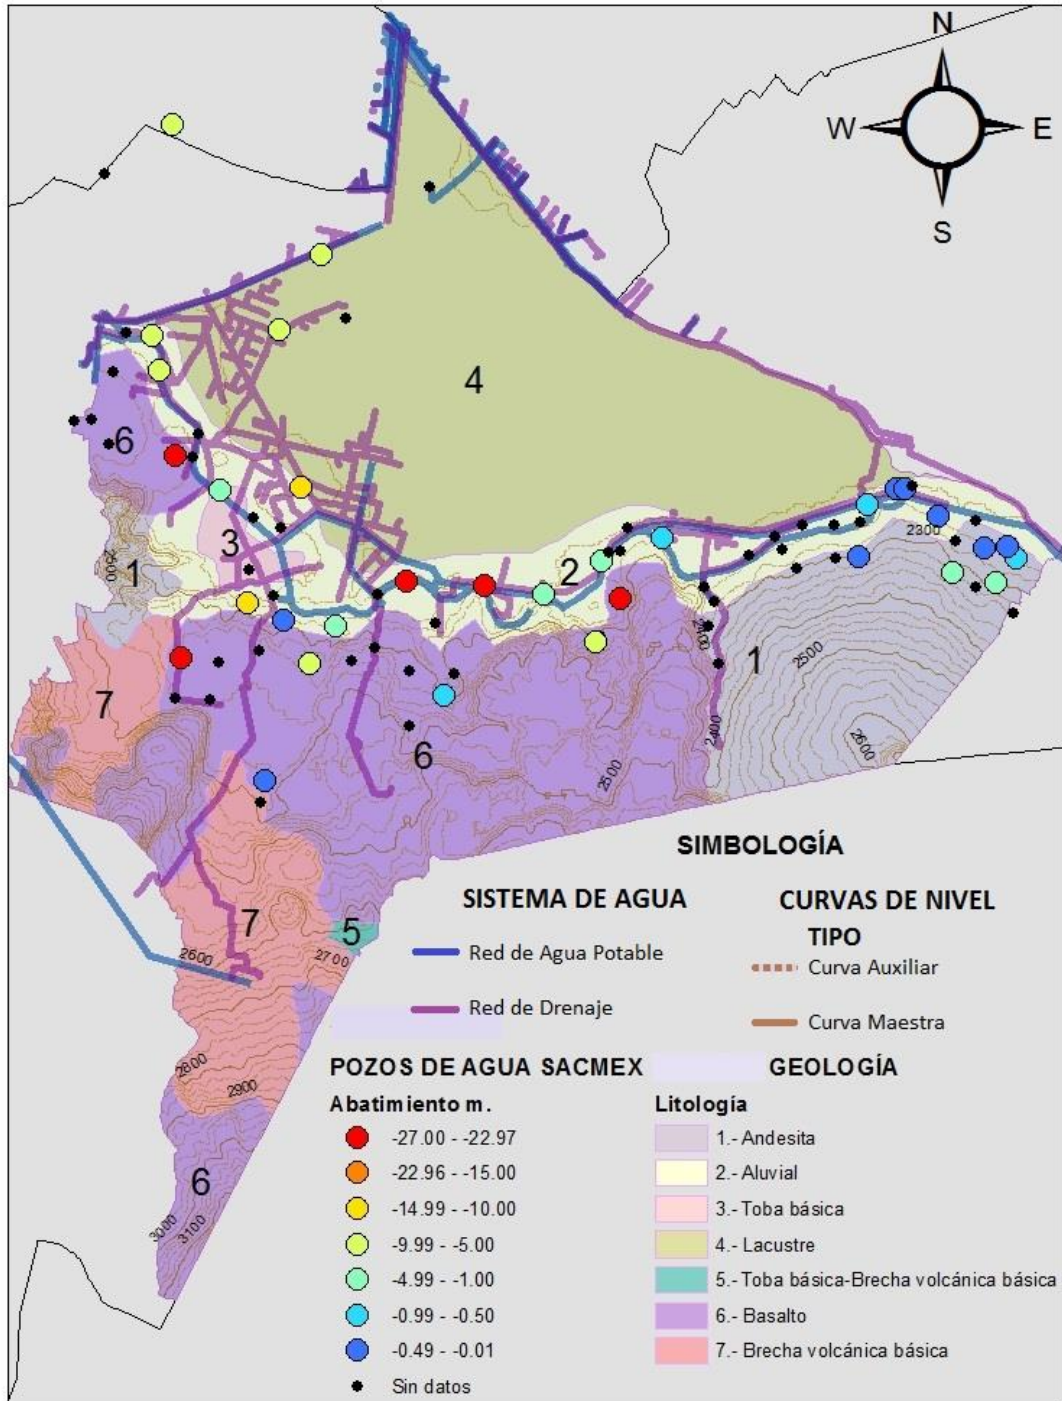 N
W E
S
4
6
2300
3
2500
1
2
2400
1
2500
7
2600
6
2400
2500
SIMBOLOGÍA
SISTEMA DE AGUA
CURVAS DE NIVEL
TIPO
7
5
2600
2700
Red de Agua Potable
Curva Auxiliar
Red de Drenaje
Curva Maestra
2800
2900
POZOS DE AGUA SACMEX
GEOLOGÍA
Abatimiento m.
Litología
-27.00 - -22.97
1.- Andesita
-22.96 - -15.00
2.- Aluvial
6
-14.99 - -10.00
3.- Toba básica
3000
3100
-9.99 - -5.00
4.- Lacustre
-4.99 - -1.00
5.- Toba básica-Brecha volcánica básica
-0.99 - -0.50
6.- Basalto
-0.49 - -0.01
7.- Brecha volcánica básica
Sin datos